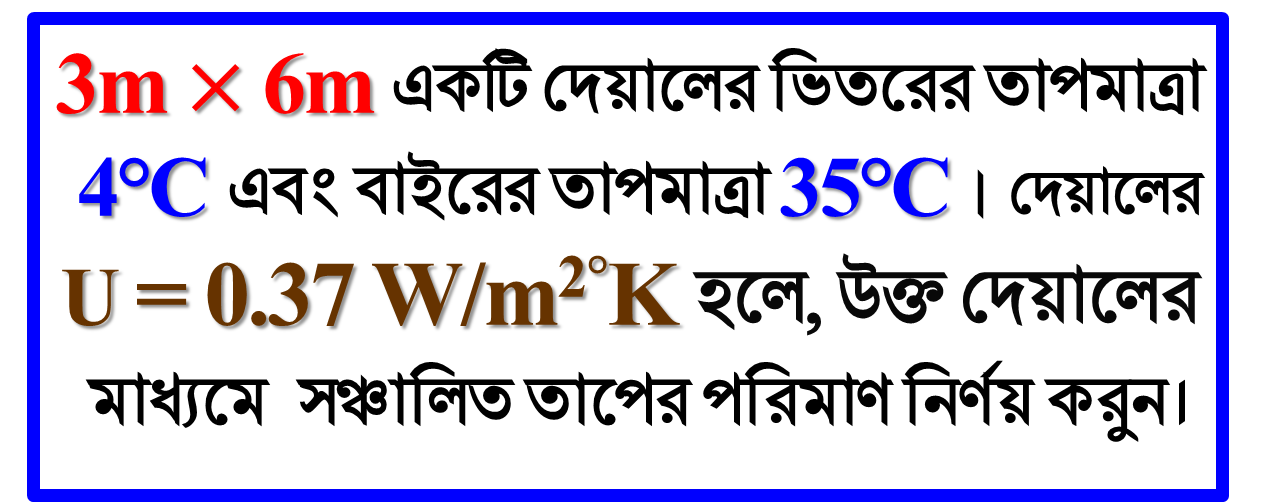 3m × 6m একটি দেয়ালের ভিতরের তাপমাত্রা
4°C এবং বাইরের তাপমাত্রা 35°C । দেয়ালের
U = 0.37 W/m²°K হলে, উক্ত দেয়ালের
মাধ্যমে সঞ্চালিত তাপের পরিমাণ নির্ণয় করুন।